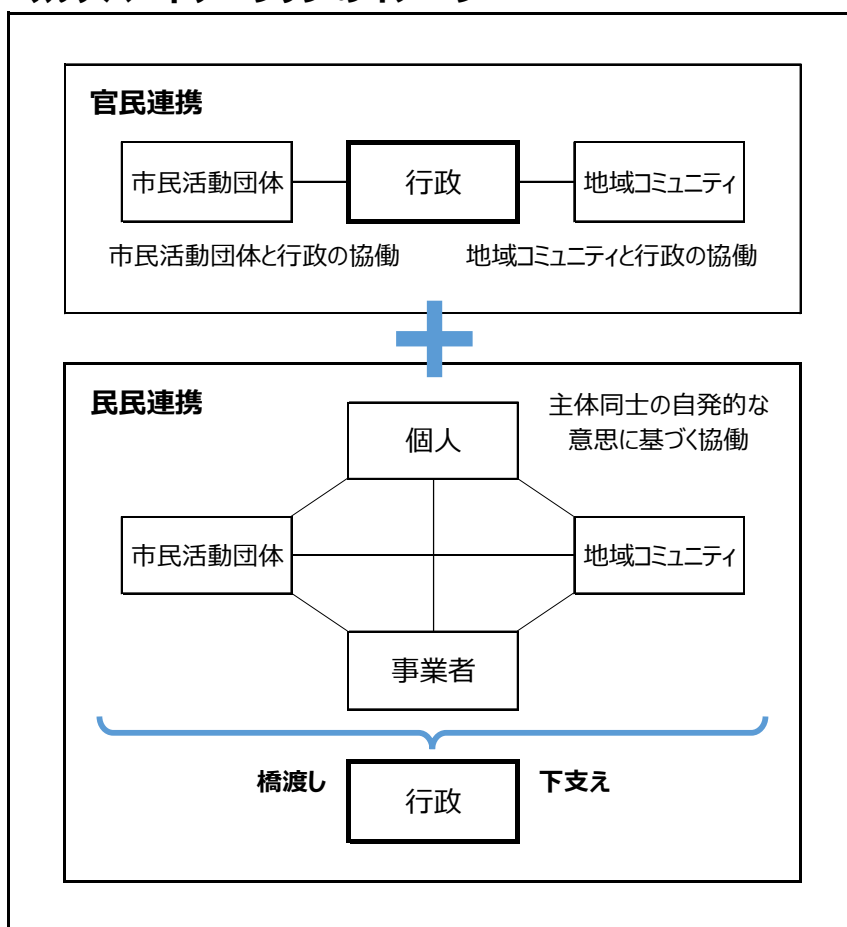 官民連携
市民活動団体
行政
地域コミュニティ
市民活動団体と行政の協働
地域コミュニティと行政の協働
民民連携
主体同士の自発的な
意思に基づく協働
個人
市民活動団体
地域コミュニティ
事業者
橋渡し
行政
下支え